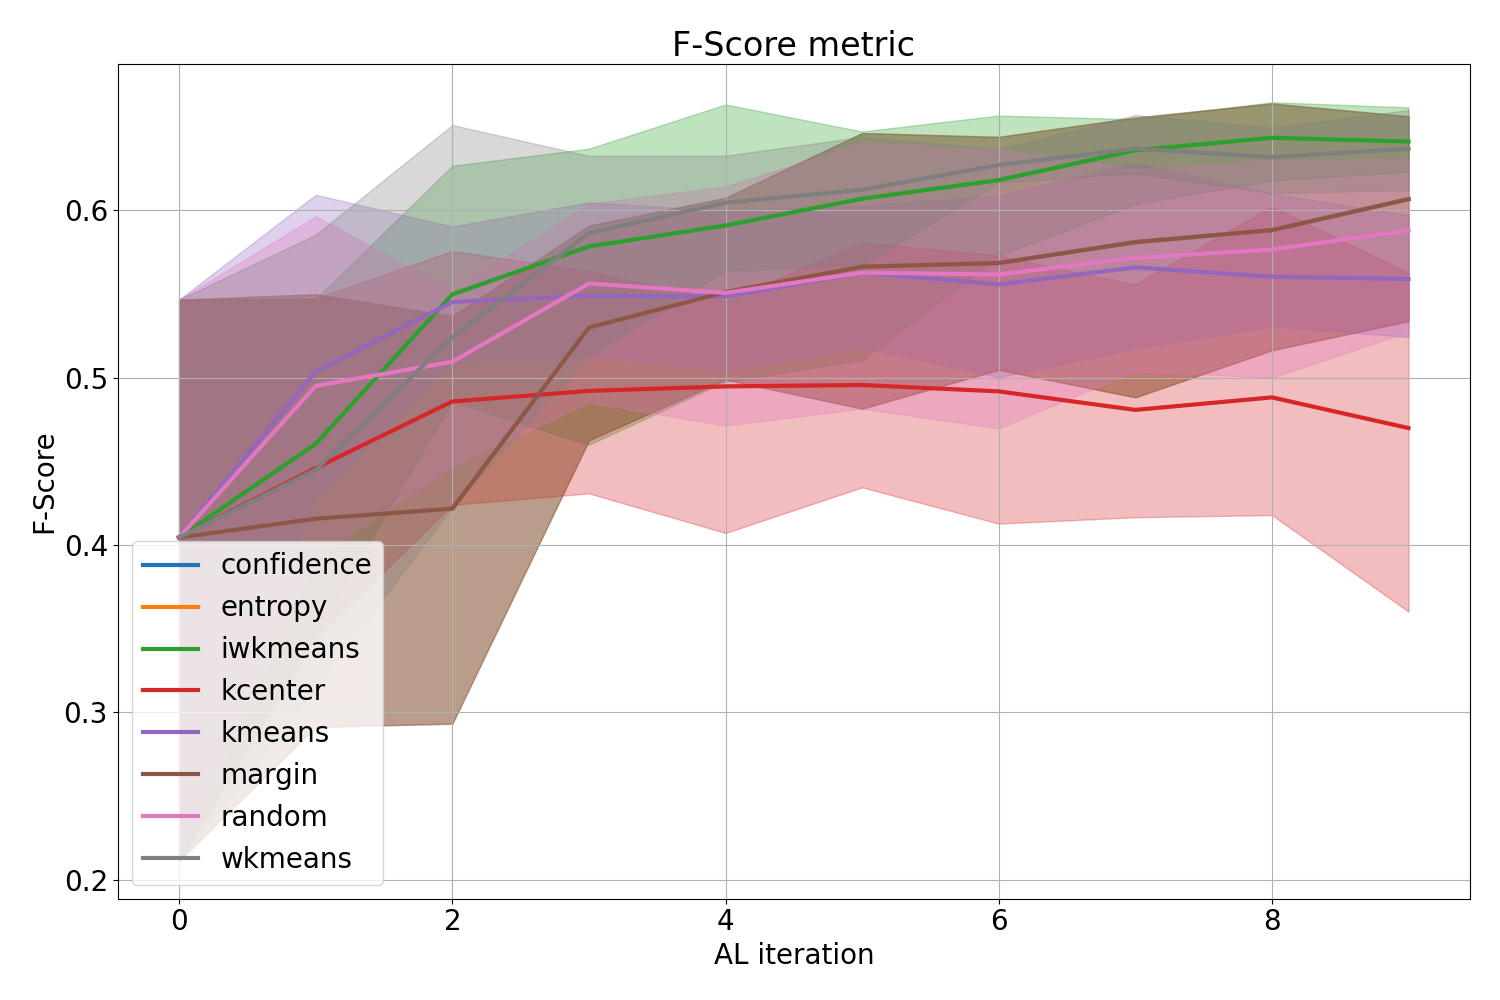 F-Score metric
0.6
0.5
0.4
0.3
0.2
F-Score
confidence
entropy
iwkmeans
kcenter
kmeans
margin
random
wkmeans
0 2 4 6 8
AL iteration